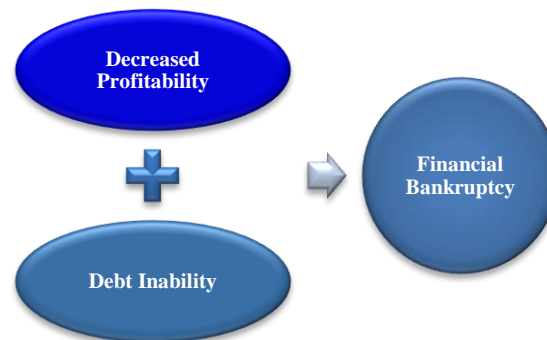 Decreased
Profitability
Financial
Bankruptcy
Debt Inability